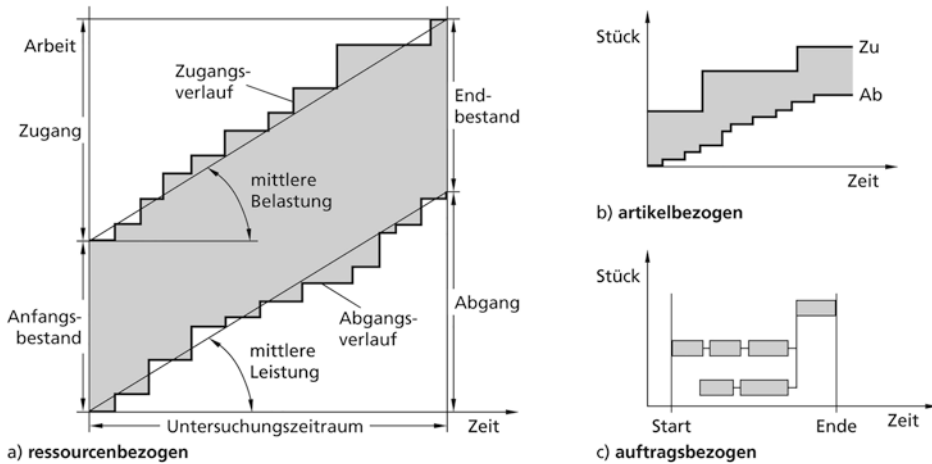 Arbeit
Zugangs-
verlauf
Zugang
End-
bestand
mittlere
Belastung
Anfangs-
bestand
Abgangs-
verlauf
Abgang
mittlere
Leistung
Untersuchungszeitraum
Zeit
a) ressourcenbezogen
Stück
Zu
Ab
Zeit
b) artikelbezogen
Stück
Start
Ende
Zeit
c) auftragsbezogen